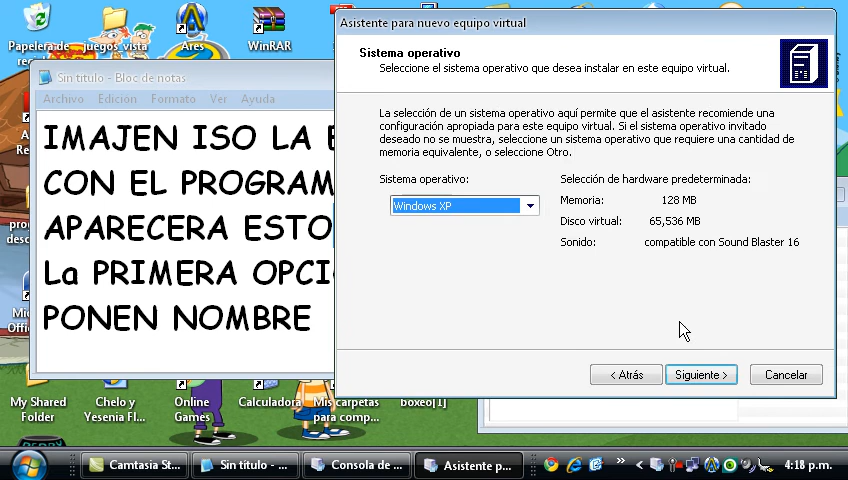 Papelera de
juegos vista
Ares
WinRAR
Sin título - Bloc de notas
Archivo Edición Formato Ver Ayuda
IMAJEN ISO LA
CON EL PROGRAM
APARECERA ESTO
La PRIMERA OPCI
PONEN NOMBRE
Asistente para nuevo equipo virtual
Sistema operativo
Seleccione el sistema operativo que desea instalar en este equipo virtual.
La selección de un sistema operativo aquí permite que el asistente recomiende una
configuración apropiada para este equipo virtual. Si el sistema operativo invitado
deseado no se muestra, seleccione un sistema operativo que requiere una cantidad de
memoria equivalente, o seleccione Otro.
Sistema operativo:
Windows XP
Selección de hardware predeterminada:
Memoria: 128 MB
Disco virtual: 65,536 MB
Sonido: compatible con Sound Blaster 16
< Atrás
Siguiente >
Cancelar
My Shared
Folder
Chelo y
Yesenia Fl...
Online
Games
Calculadora
Mis carpetas
para comp...
boxeo[1]
Camtasia St...
Sin título - ...
Consola de ...
Asistente p...
4:18 p.m.